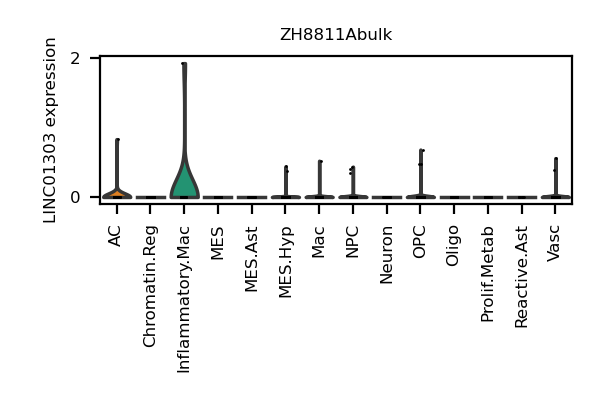 ZH8811Abulk
LINC01303 expression
2
0
AC
Chromatin.Reg
Inflammatory.Mac
MES
MES.Ast
MES.Hyp
Mac
NPC
Neuron
OPC
Oligo
Prolif.Metab
Reactive.Ast
Vasc